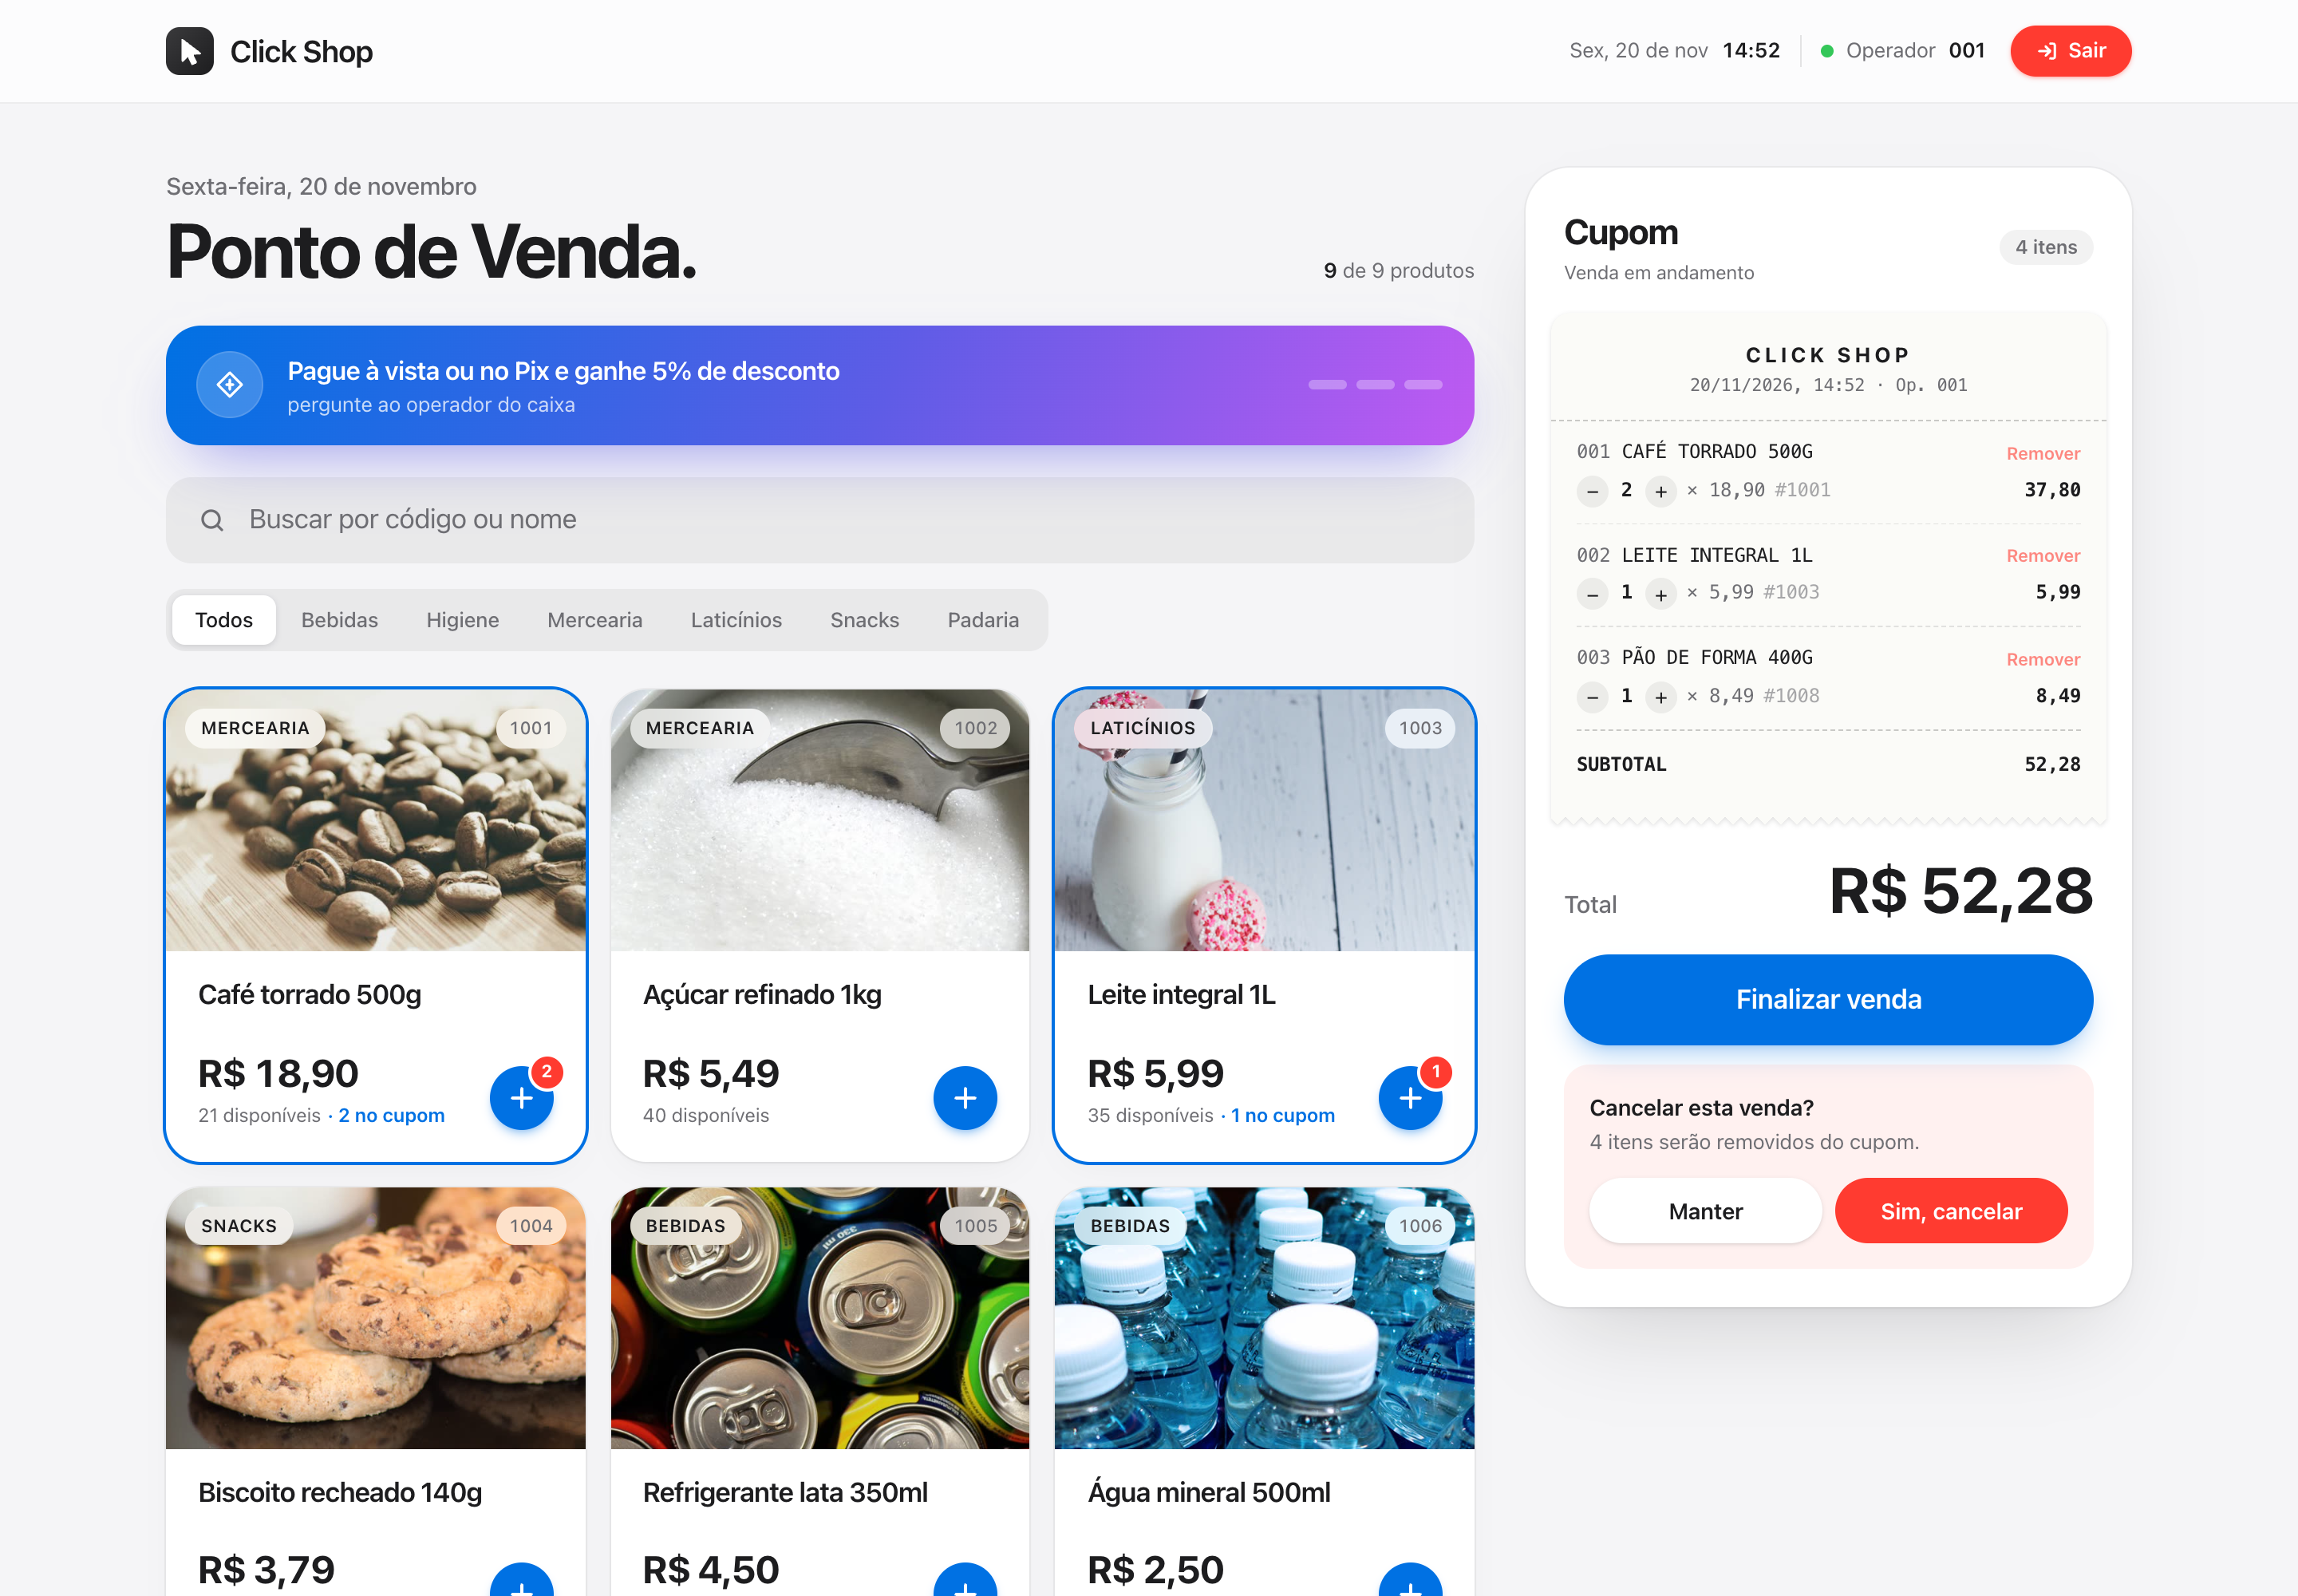 Click Shop
Sex, 20 de nov 14:52
Operador 001
Sair
Sexta-feira, 20 de novembro
Ponto de Venda.
9 de 9 produtos
Pague à vista ou no Pix e ganhe 5% de desconto
pergunte ao operador do caixa
Buscar por código ou nome
Todos Bebidas Higiene Mercearia Laticínios Snacks Padaria
MERCEARIA 1001
Café torrado 500g
R$ 18,90
21 disponíveis · 2 no cupom
2
MERCEARIA 1002
Açúcar refinado 1kg
R$ 5,49
40 disponíveis
LATICÍNIOS 1003
Leite integral 1L
R$ 5,99
35 disponíveis · 1 no cupom
1
SNACKS 1004
Biscoito recheado 140g
R$ 3,79
BEBIDAS 1005
330 ml
Refrigerante lata 350ml
R$ 4,50
BEBIDAS 1006
Água mineral 500ml
R$ 2,50
Cupom
Venda em andamento
4 itens
CLICK SHOP
20/11/2026, 14:52 · Op. 001
001 CAFÉ TORRADO 500G Remover
− 2 + × 18,90 #1001 37,80
002 LEITE INTEGRAL 1L Remover
− 1 + × 5,99 #1003 5,99
003 PÃO DE FORMA 400G Remover
− 1 + × 8,49 #1008 8,49
SUBTOTAL 52,28
Total R$ 52,28
Finalizar venda
Cancelar esta venda?
4 itens serão removidos do cupom.
Manter Sim, cancelar